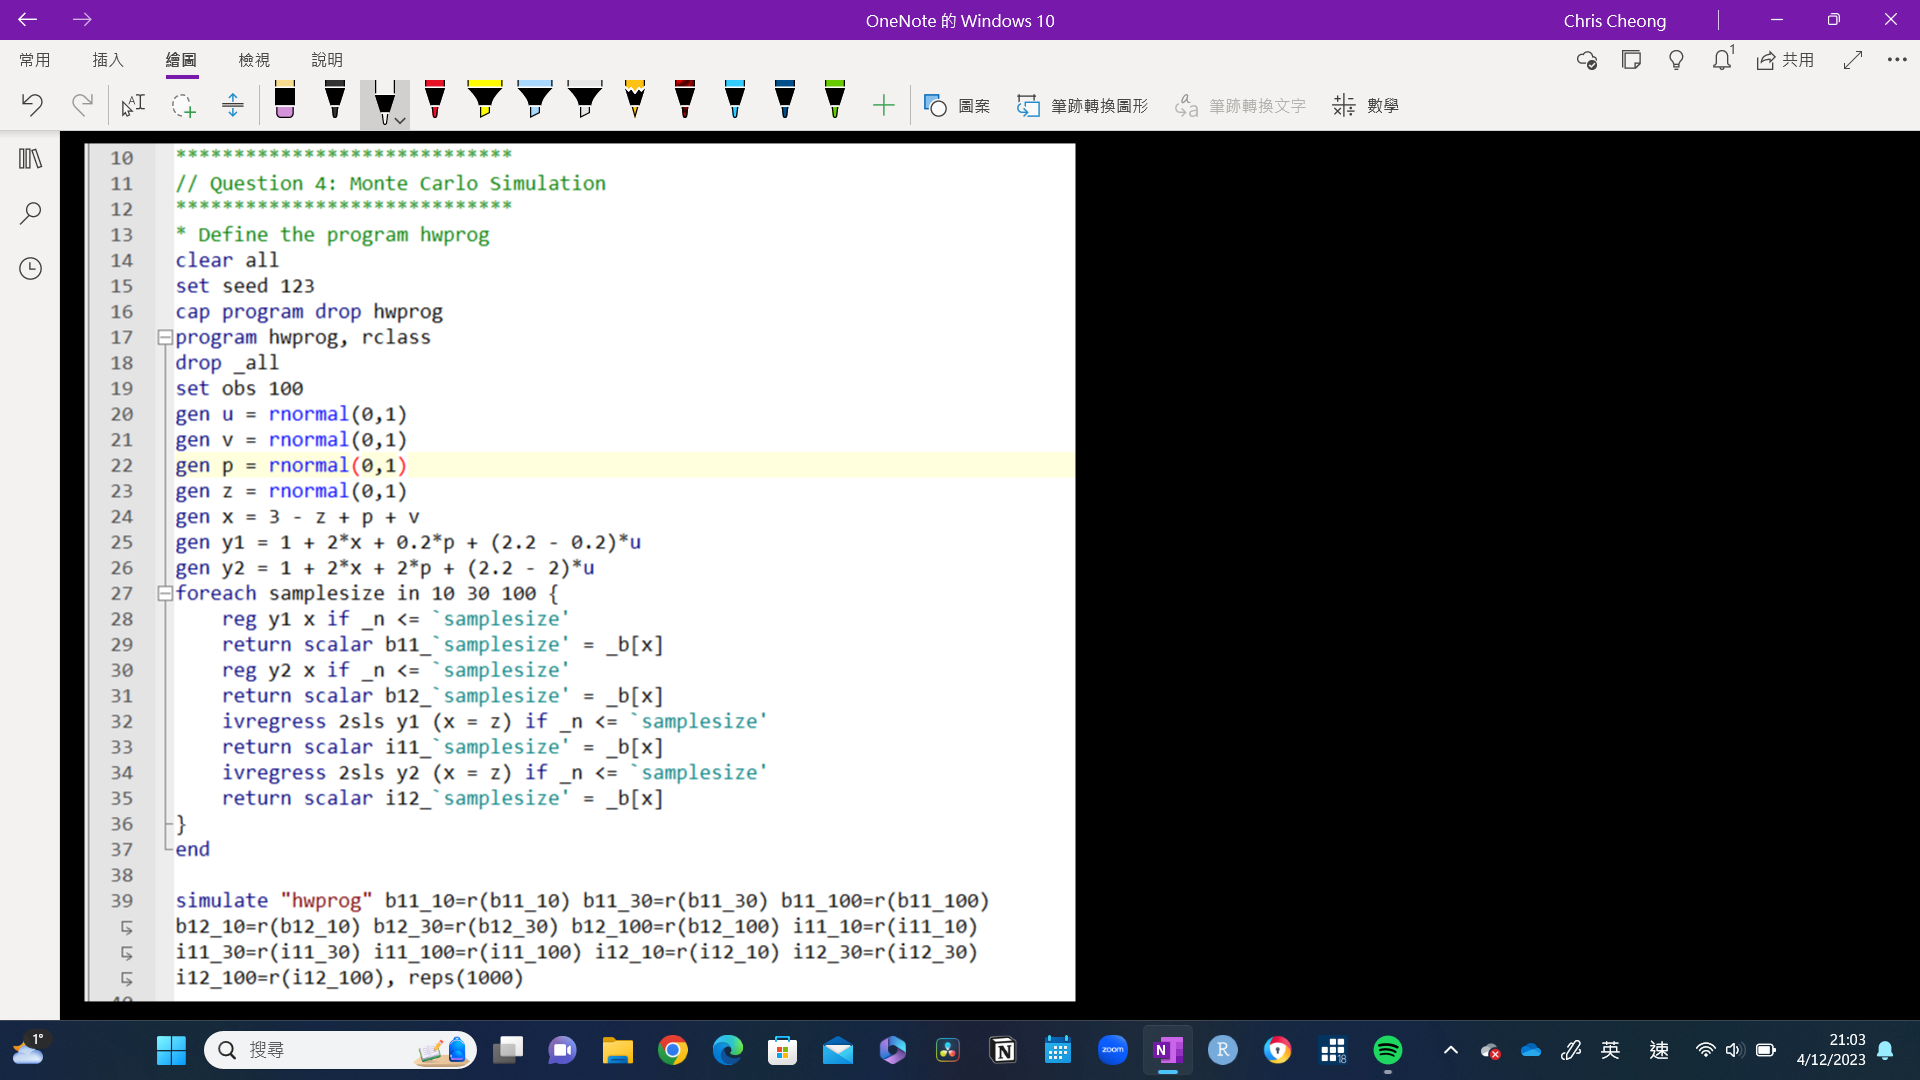 OneNote 的 Windows 10
Chris Cheong
常用 插入 繪圖 檢視 說明
1
共用
圖案 筆跡轉換圖形 筆跡轉換文字 數學
10 *****************************
11 // Question 4: Monte Carlo Simulation
12 *****************************
13 * Define the program hwprog
14 clear all
15 set seed 123
16 cap program drop hwprog
17 program hwprog, rclass
18 drop _all
19 set obs 100
20 gen u = rnormal(0,1)
21 gen v = rnormal(0,1)
22 gen p = rnormal(0,1)
23 gen z = rnormal(0,1)
24 gen x = 3 - z + p + v
25 gen y1 = 1 + 2*x + 0.2*p + (2.2 - 0.2)*u
26 gen y2 = 1 + 2*x + 2*p + (2.2 - 2)*u
27 foreach samplesize in 10 30 100 {
28 reg y1 x if _n <= `samplesize'
29 return scalar b11_`samplesize' = _b[x]
30 reg y2 x if _n <= `samplesize'
31 return scalar b12_`samplesize' = _b[x]
32 ivregress 2sls y1 (x = z) if _n <= `samplesize'
33 return scalar i11_`samplesize' = _b[x]
34 ivregress 2sls y2 (x = z) if _n <= `samplesize'
35 return scalar i12_`samplesize' = _b[x]
36 }
37 end
38
39 simulate "hwprog" b11_10=r(b11_10) b11_30=r(b11_30) b11_100=r(b11_100)
b12_10=r(b12_10) b12_30=r(b12_30) b12_100=r(b12_100) i11_10=r(i11_10)
i11_30=r(i11_30) i11_100=r(i11_100) i12_10=r(i12_10) i12_30=r(i12_30)
i12_100=r(i12_100), reps(1000)
1°
搜尋
zoom
N
R
18
英
速
21:03
4/12/2023